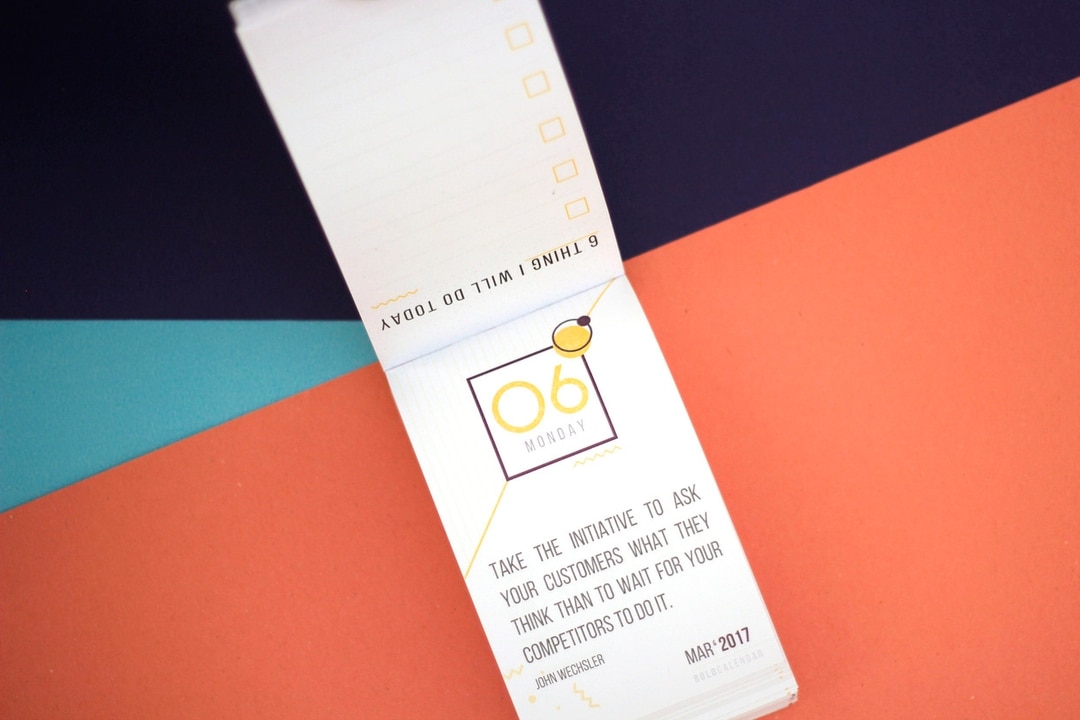 6 THING I WILL DO TODAY
06
MONDAY
TAKE THE INITIATIVE TO ASK
YOUR CUSTOMERS WHAT THEY
THINK THAN TO WAIT FOR YOUR
COMPETITORS TO DO IT.
JOHN WECHSLER
MAR‘2017
BOLDCALENDAR